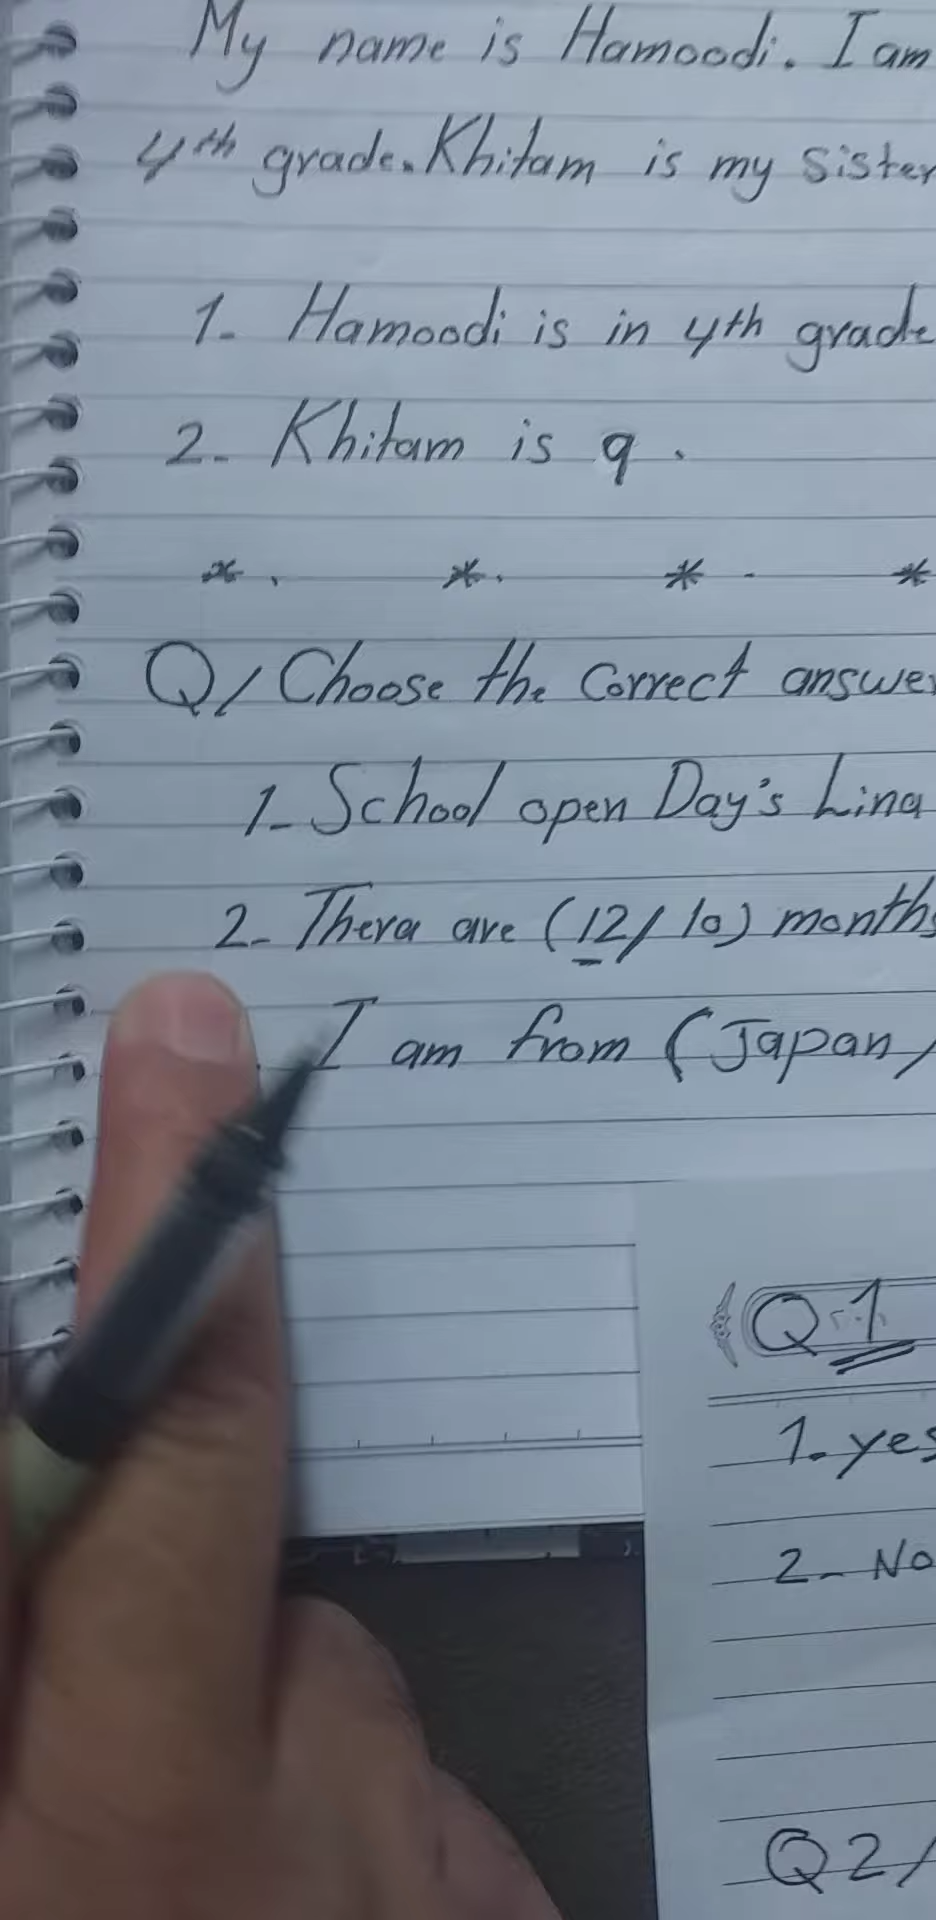 My name is Hamoodi. I am
4th grade. Khitam is my sister
1- Hamoodi is in 4th grade
2- Khitam is 9.
* . * . * - *
Q/ Choose the correct answer
1- School open Day's Lina
2- There are (12/10) months
I am from (Japan/
Q.1
1. yes
2- No
Q2/